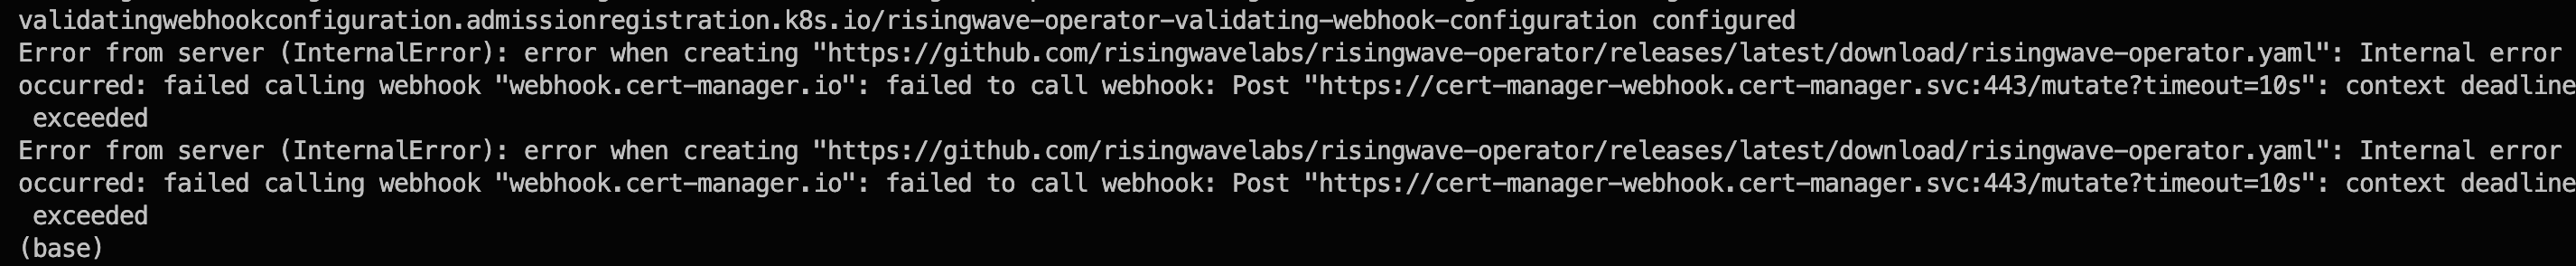 validatingwebhookconfiguration.admissionregistration.k8s.io/risingwave-operator-validating-webhook-configuration configured
Error from server (InternalError): error when creating "https://github.com/risingwavelabs/risingwave-operator/releases/latest/download/risingwave-operator.yaml": Internal error
occurred: failed calling webhook "webhook.cert-manager.io": failed to call webhook: Post "https://cert-manager-webhook.cert-manager.svc:443/mutate?timeout=10s": context deadline
exceeded
Error from server (InternalError): error when creating "https://github.com/risingwavelabs/risingwave-operator/releases/latest/download/risingwave-operator.yaml": Internal error
occurred: failed calling webhook "webhook.cert-manager.io": failed to call webhook: Post "https://cert-manager-webhook.cert-manager.svc:443/mutate?timeout=10s": context deadline
exceeded
(base)